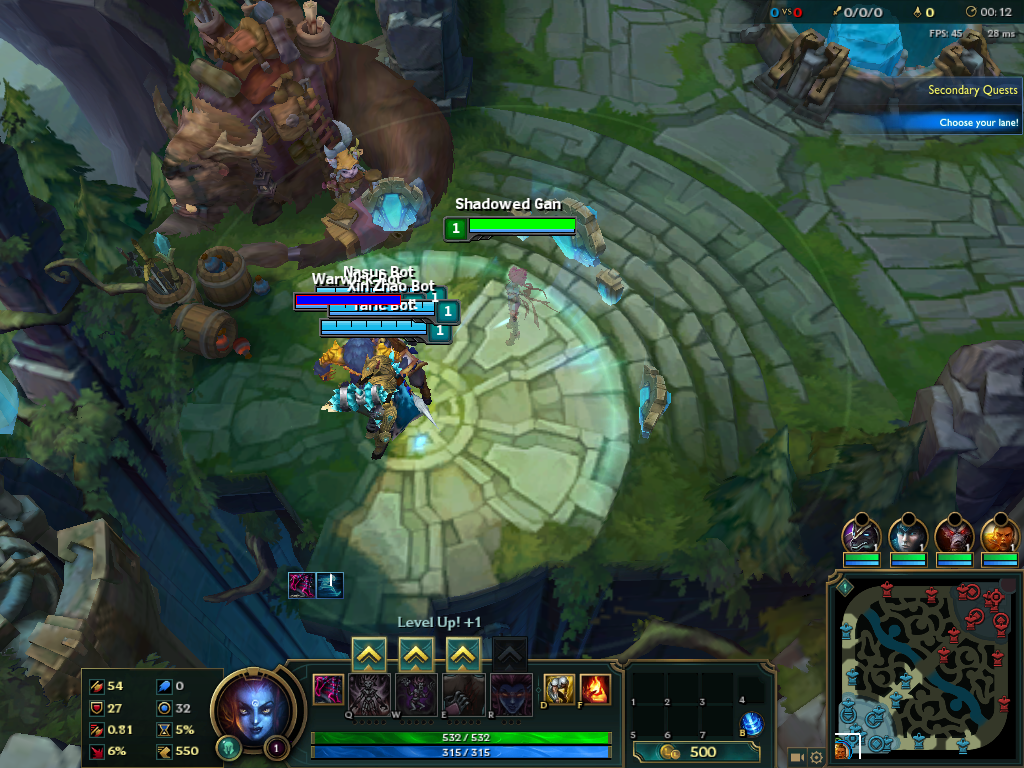 0 vs 0 0/0/0 0 00:12
FPS: 45 28 ms
Secondary Quests
Choose your lane!
Shadowed Gan
1
Nasus Bot
Xin Zhao Bot
1
1
Taric Bot
1
Level Up! +1
54 0
27 32
0.81 5%
6% 550
1
Q W E R D F
532 / 532
315 / 315
1 2 3 4
5 6 7 B
500